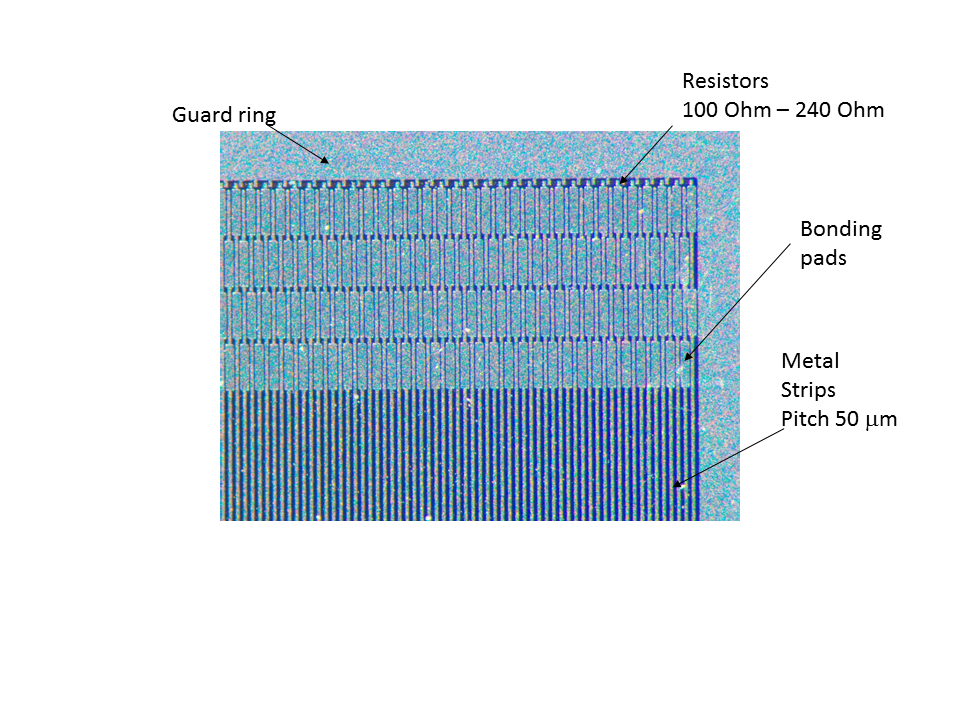 Resistors
100 Ohm – 240 Ohm
Guard ring
Bonding
pads
Metal
Strips
Pitch 50 μm